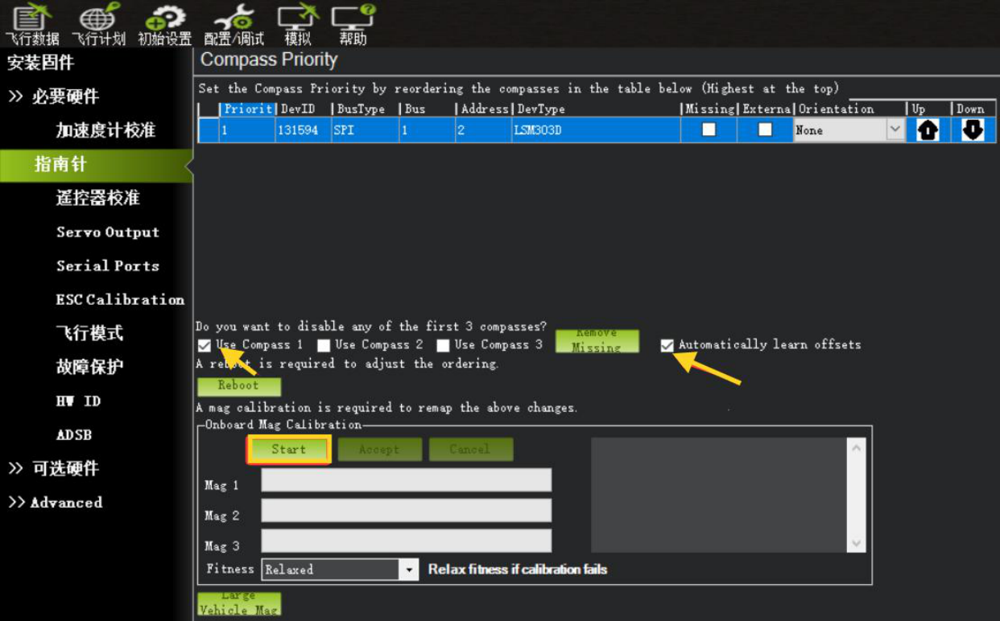 飞行数据 飞行计划 初始设置 配置/调试 模拟 帮助
安装固件
>> 必要硬件
加速度计校准
指南针
遥控器校准
Servo Output
Serial Ports
ESC Calibration
飞行模式
故障保护
HW ID
ADSB
>> 可选硬件
>> Advanced
Compass Priority
Set the Compass Priority by reordering the compasses in the table below (Highest at the top)
Priorit DevID BusType Bus Address DevType Missing Externa Orientation Up Down
1 131594 SPI 1 2 LSM303D None
Do you want to disable any of the first 3 compasses?
Use Compass 1 Use Compass 2 Use Compass 3 Remove Missing Automatically learn offsets
A reboot is required to adjust the ordering.
Reboot
A mag calibration is required to remap the above changes.
Onboard Mag Calibration
Start Accept Cancel
Mag 1
Mag 2
Mag 3
Fitness Relaxed Relax fitness if calibration fails
Large
Vehicle Mag